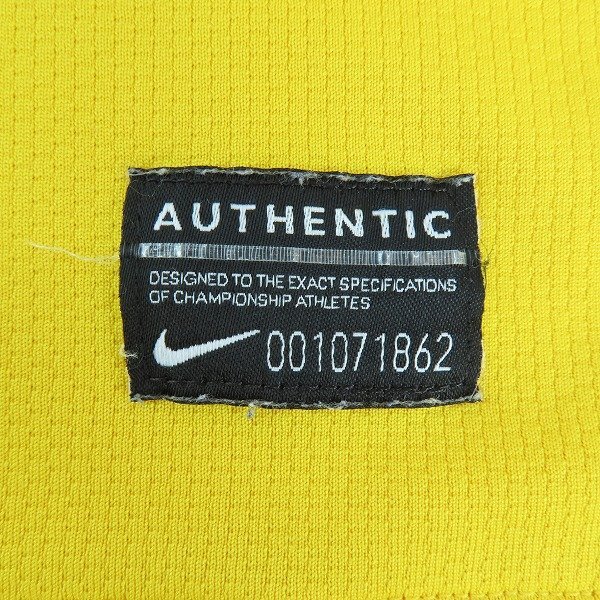 AUTHENTIC
DESIGNED TO THE EXACT SPECIFICATIONS
OF CHAMPIONSHIP ATHLETES
001071862